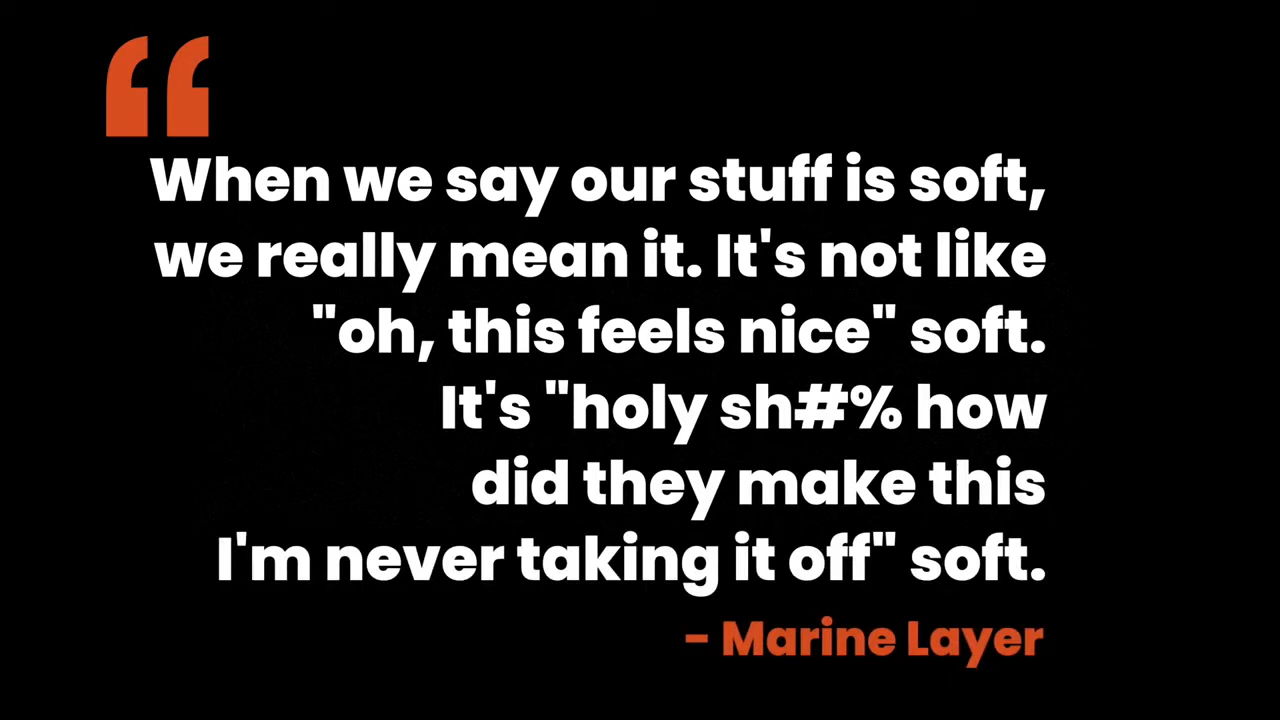 “
When we say our stuff is soft,
we really mean it. It's not like
"oh, this feels nice" soft.
It's "holy sh#% how
did they make this
I'm never taking it off" soft.
- Marine Layer